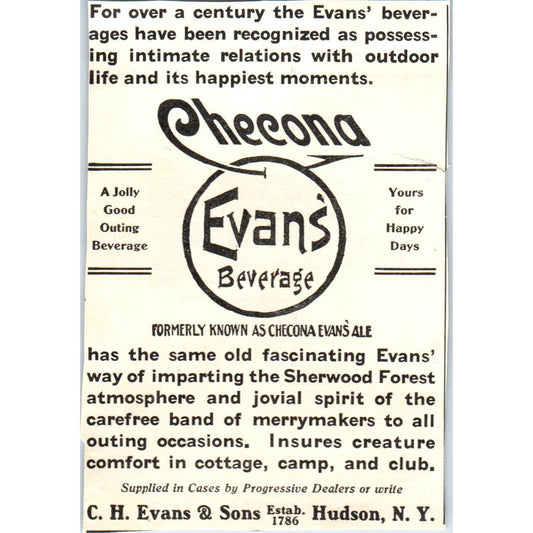 For over a century the Evans' bever-
ages have been recognized as possess-
ing intimate relations with outdoor
life and its happiest moments.
Checona
A Jolly
Good
Outing
Beverage
Evans'
Beverage
Yours
for
Happy
Days
FORMERLY KNOWN AS CHECONA EVANS' ALE
has the same old fascinating Evans'
way of imparting the Sherwood Forest
atmosphere and jovial spirit of the
carefree band of merrymakers to all
outing occasions. Insures creature
comfort in cottage, camp, and club.
Supplied in Cases by Progressive Dealers or write
C. H. Evans & Sons Estab. 1786 Hudson, N. Y.